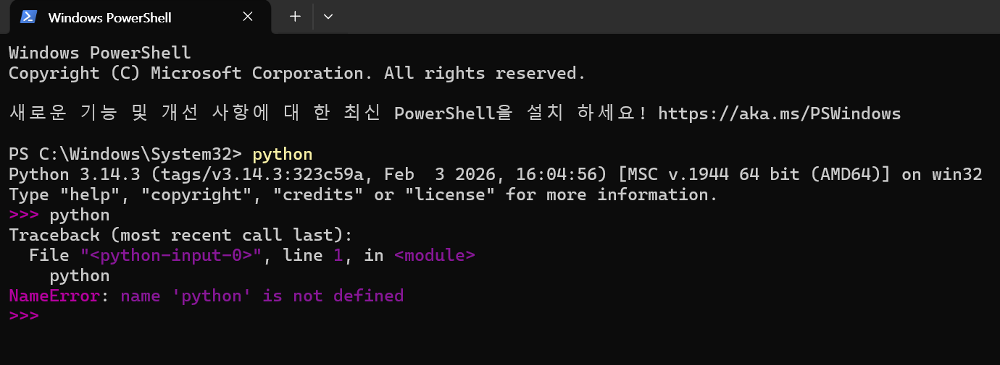 Windows PowerShell
Windows PowerShell
Copyright (C) Microsoft Corporation. All rights reserved.
새로운 기능 및 개선 사항에 대 한 최신 PowerShell을 설치 하세요! https://aka.ms/PSWindows
PS C:\Windows\System32> python
Python 3.14.3 (tags/v3.14.3:323c59a, Feb  3 2026, 16:04:56) [MSC v.1944 64 bit (AMD64)] on win32
Type "help", "copyright", "credits" or "license" for more information.
>>> python
Traceback (most recent call last):
  File "<python-input-0>", line 1, in <module>
    python
NameError: name 'python' is not defined
>>>